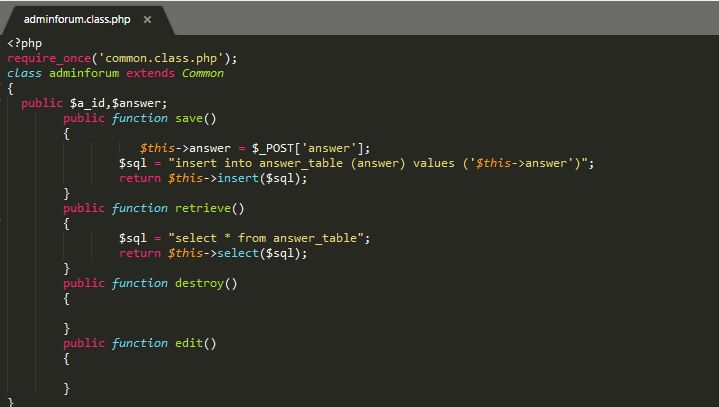 adminforum.class.php ×
<?php
require_once('common.class.php');
class adminforum extends Common
{
public $a_id,$answer;
public function save()
{
$this->answer = $_POST['answer'];
$sql = "insert into answer_table (answer) values ('$this->answer')";
return $this->insert($sql);
}
public function retrieve()
{
$sql = "select * from answer_table";
return $this->select($sql);
}
public function destroy()
{
}
public function edit()
{
}
}